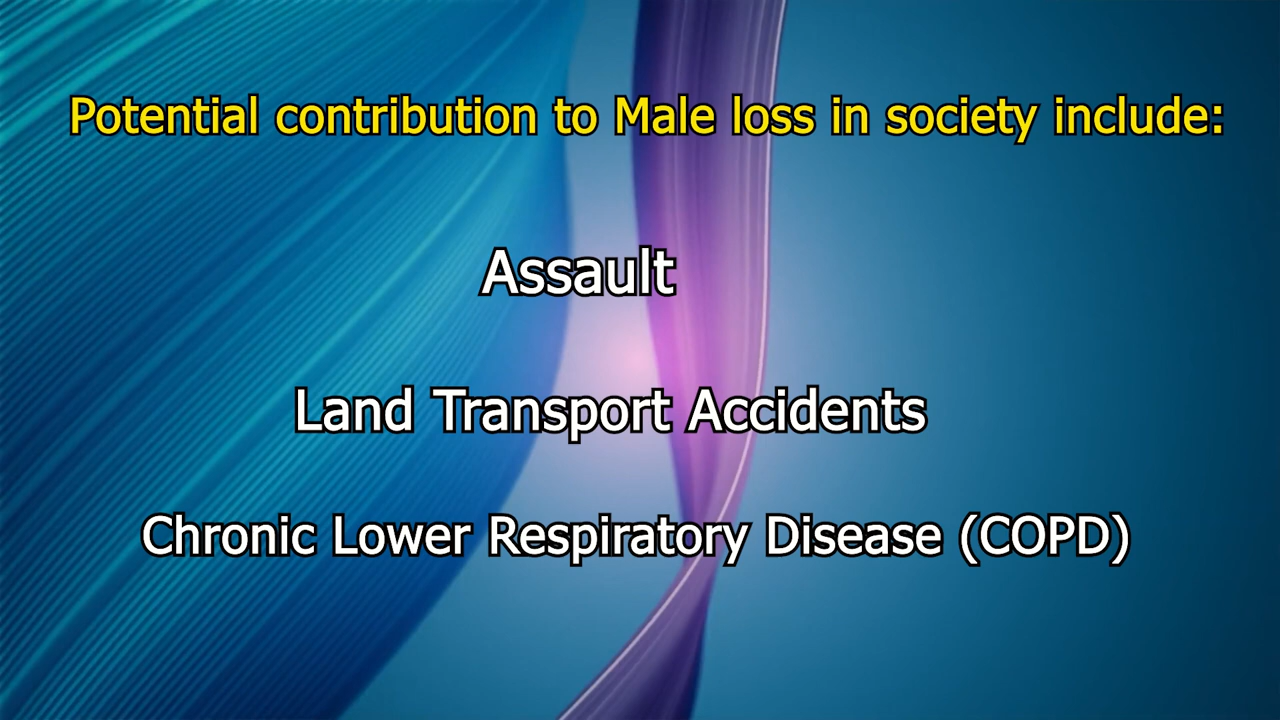 Potential contribution to Male loss in society include:
Assault
Land Transport Accidents
Chronic Lower Respiratory Disease (COPD)